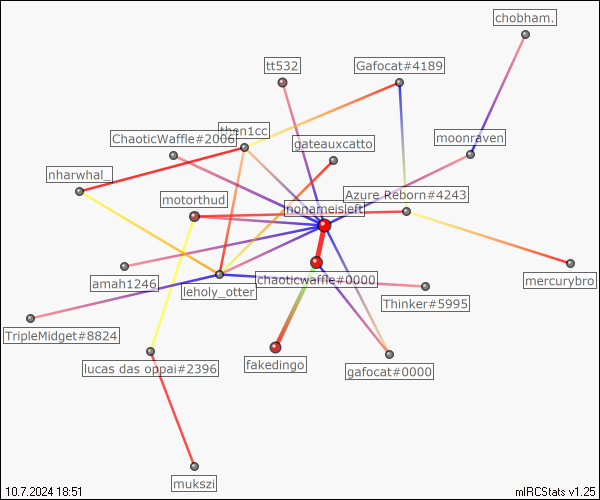 chobham.
tt532
Gafocat#4189
then1cc
ChaoticWaffle#2006
gateauxcatto
moonraven
nharwhal_
motorthud
Azure Reborn#4243
nonameisleft
amah1246
leholy_otter
chaoticwaffle#0000
mercurybro
Thinker#5995
TripleMidget#8824
lucas das oppai#2396
fakedingo
gafocat#0000
mukszi
10.7.2024 18:51
mIRCStats v1.25